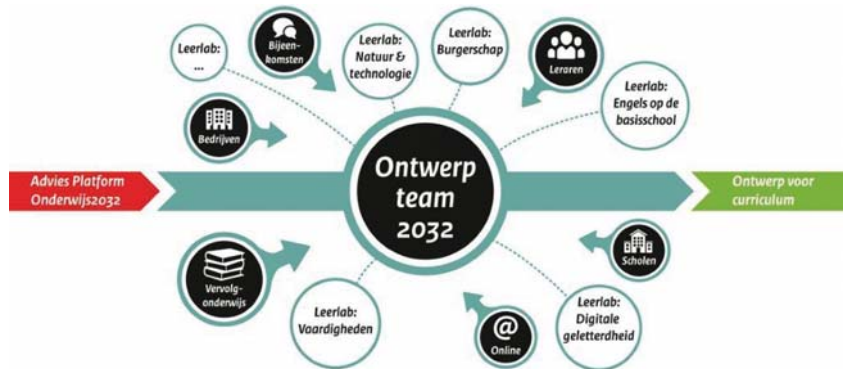 Leerlab:
...
Bijeen-
komsten
Leerlab:
Natuur &
technologie
Leerlab:
Burgerschap
Leraren
Leerlab:
Engels op de
basisschool
Bedrijven
Advies Platform
Onderwijs2032
Ontwerp
team
2032
Ontwerp voor
curriculum
Vervolg-
onderwijs
Leerlab:
Vaardigheden
@
Online
Leerlab:
Digitale
geletterdheid
Scholen